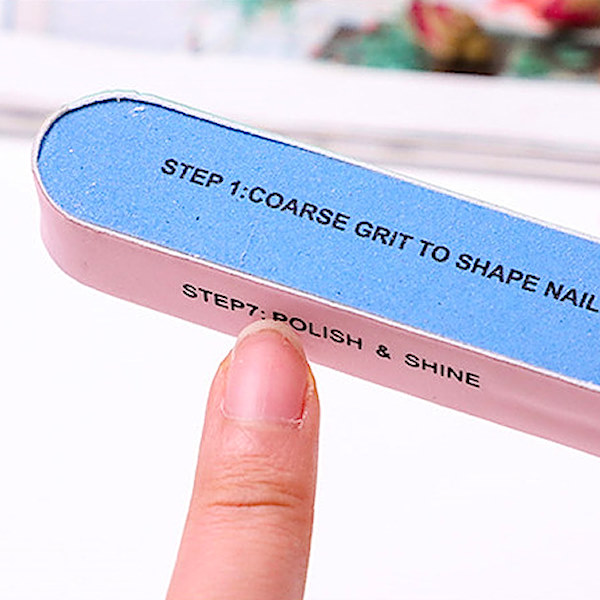 STEP 1:COARSE GRIT TO SHAPE NAIL
STEP7: POLISH & SHINE